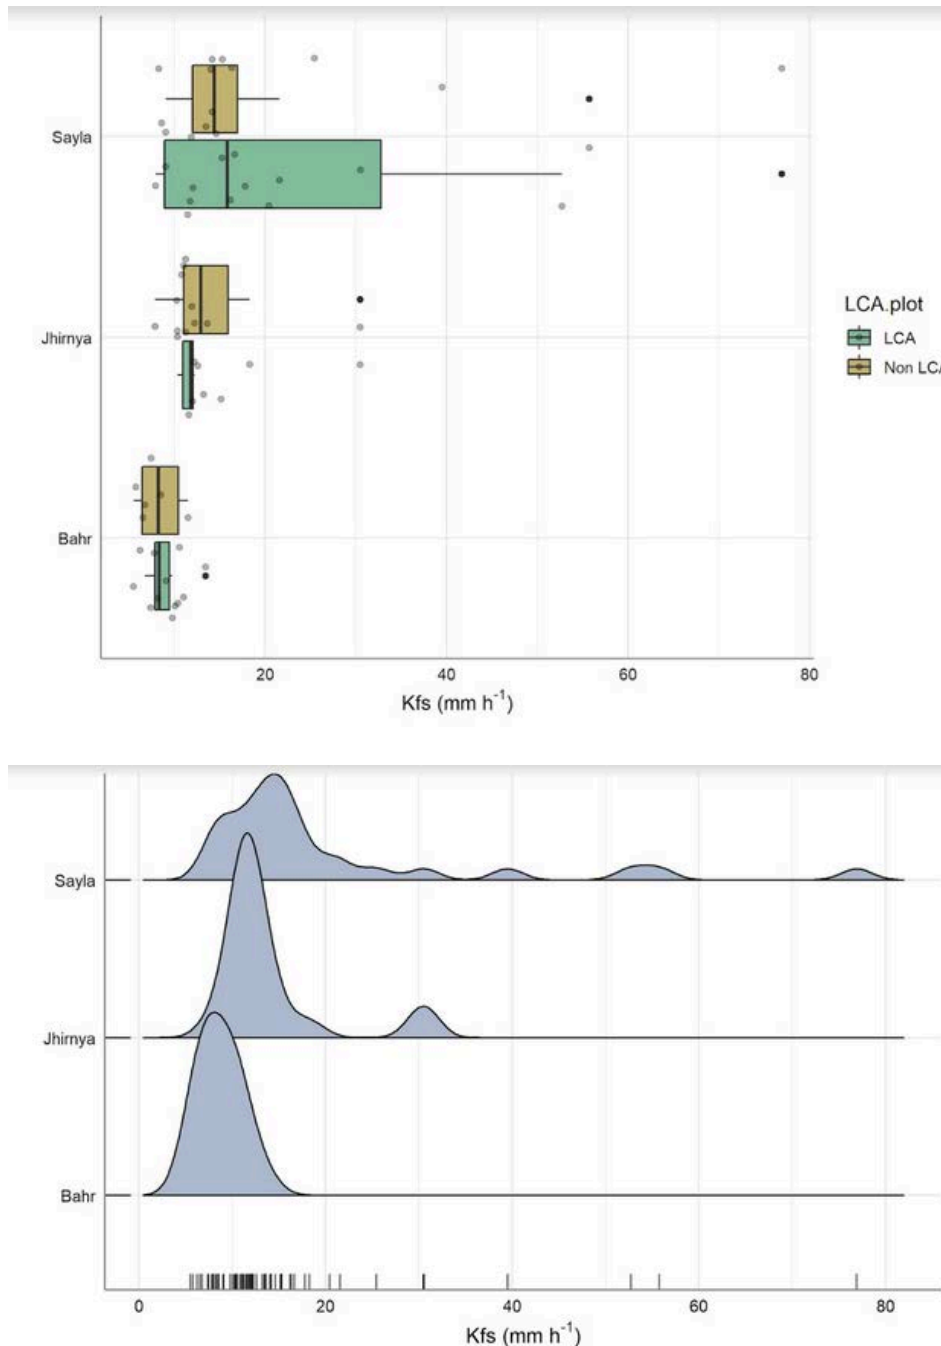 Sayla
Jhirnya
Bahr
20
40
60
80
Kfs (mm h⁻¹)
LCA.plot
LCA
Non LCA
Sayla
Jhirnya
Bahr
0
20
40
60
80
Kfs (mm h⁻¹)